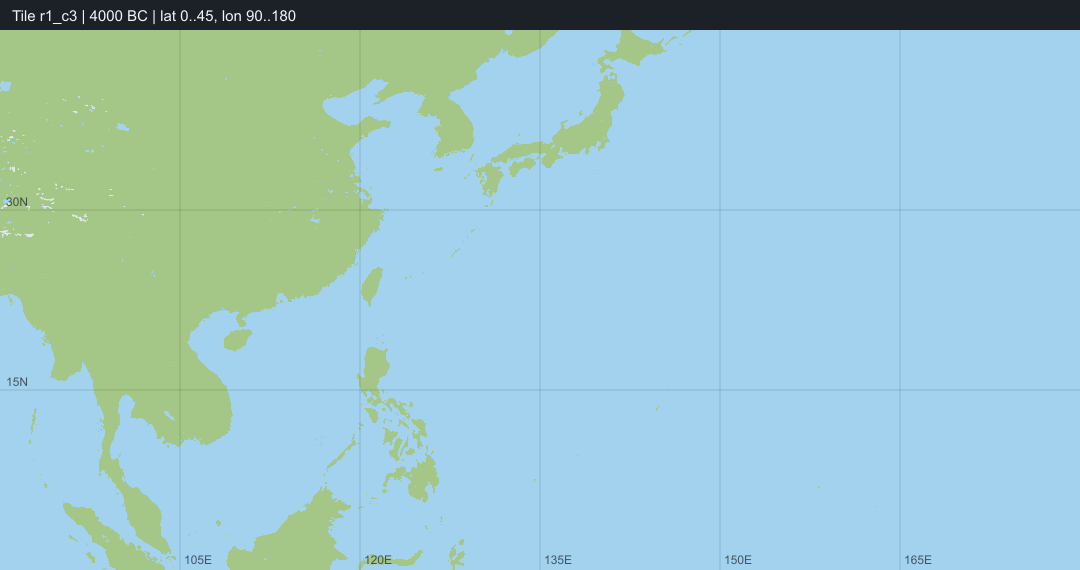 Tile r1_c3 | 4000 BC | lat 0..45, lon 90..180
30N
15N
105E
120E
135E
150E
165E